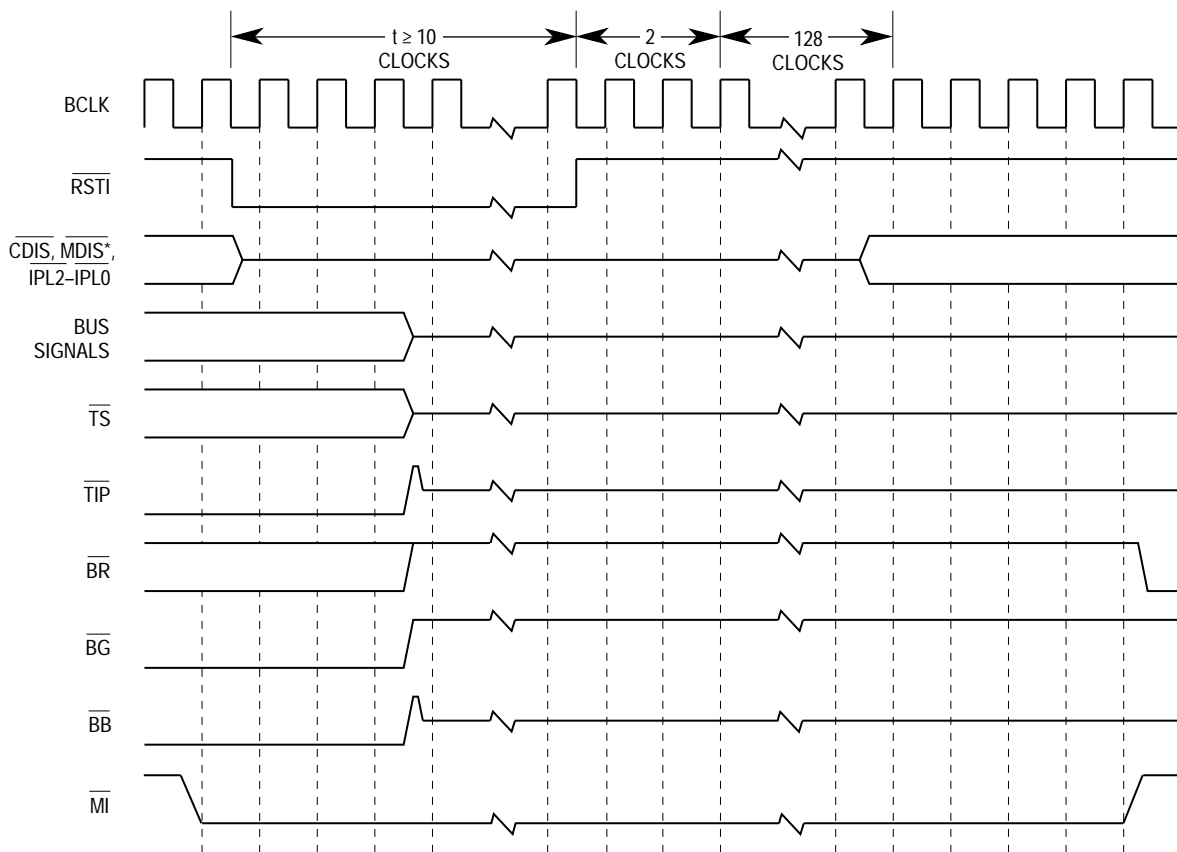 t ≥ 10
CLOCKS
2
CLOCKS
128
CLOCKS
BCLK
RSTI
CDIS, MDIS*,
IPL2–IPL0
BUS
SIGNALS
TS
TIP
BR
BG
BB
MI